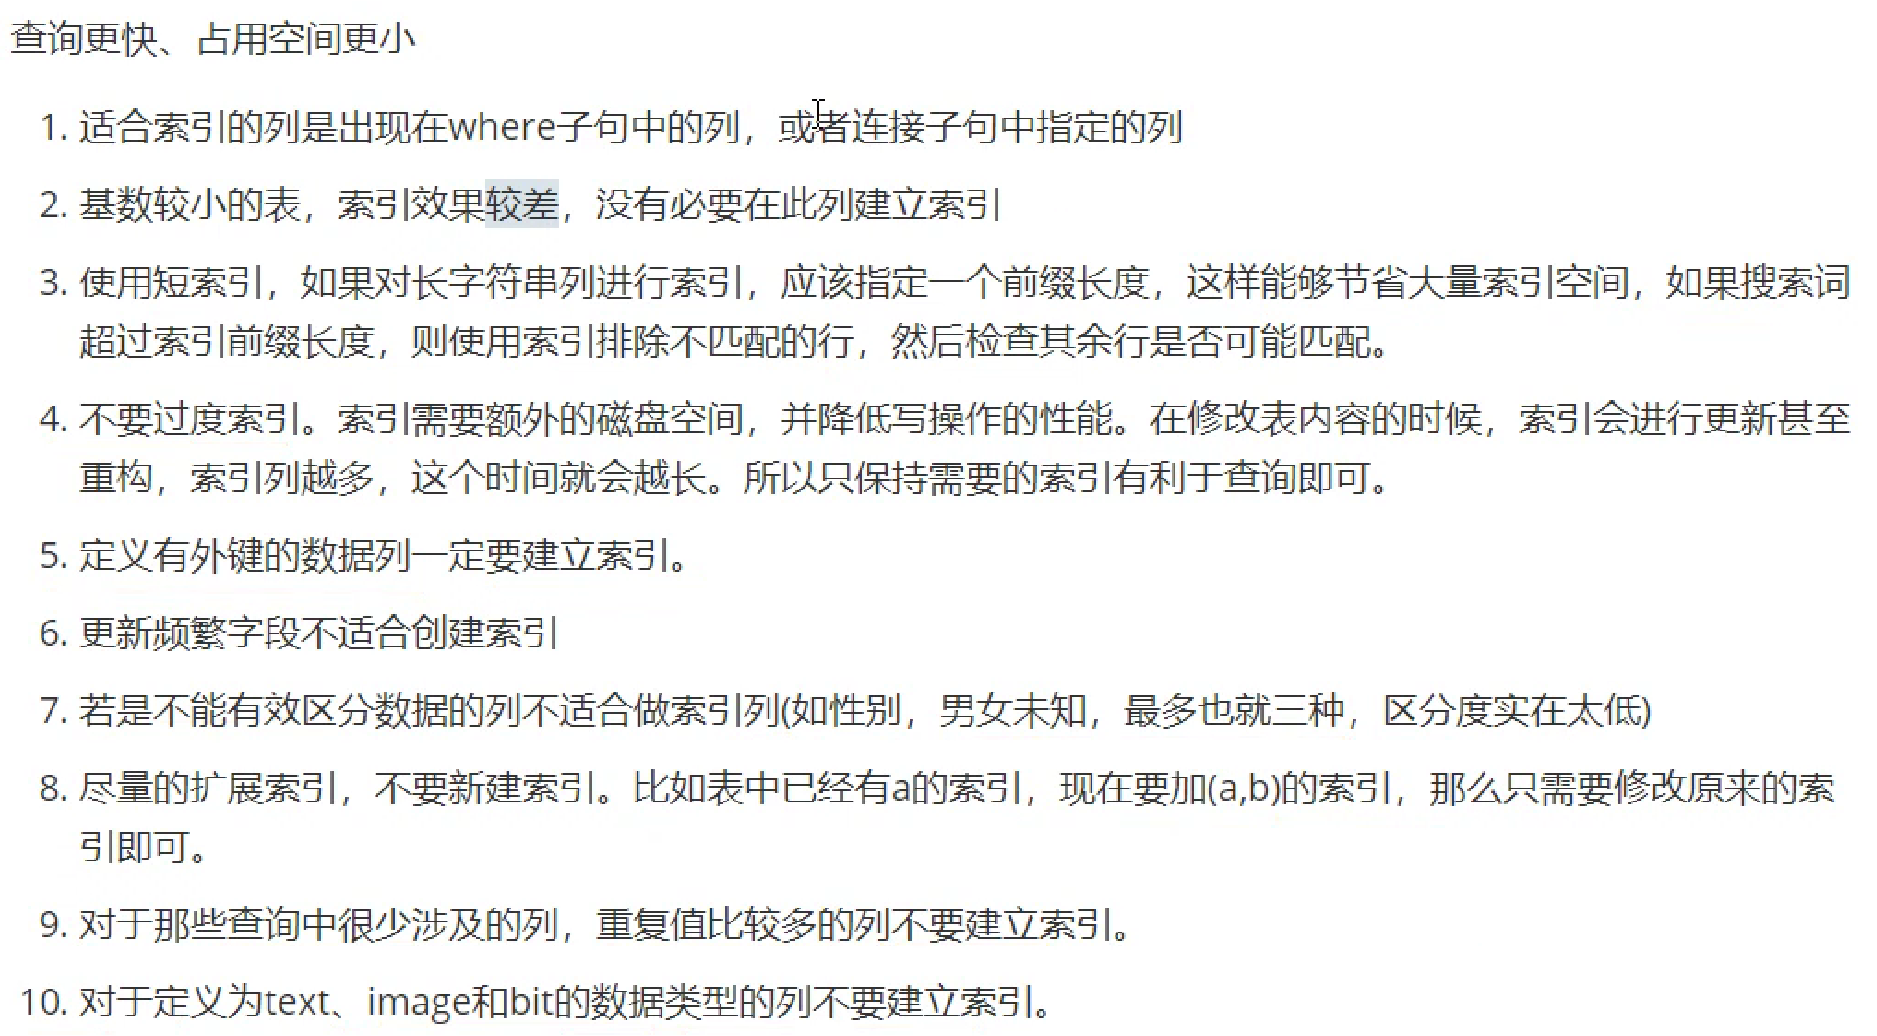 查询更快、占用空间更小
1. 适合索引的列是出现在where子句中的列，或者连接子句中指定的列
2. 基数较小的表，索引效果较差，没有必要在此列建立索引
3. 使用短索引，如果对长字符串列进行索引，应该指定一个前缀长度，这样能够节省大量索引空间，如果搜索词
超过索引前缀长度，则使用索引排除不匹配的行，然后检查其余行是否可能匹配。
4. 不要过度索引。索引需要额外的磁盘空间，并降低写操作的性能。在修改表内容的时候，索引会进行更新甚至
重构，索引列越多，这个时间就会越长。所以只保持需要的索引有利于查询即可。
5. 定义有外键的数据列一定要建立索引。
6. 更新频繁字段不适合创建索引
7. 若是不能有效区分数据的列不适合做索引列(如性别，男女未知，最多也就三种，区分度实在太低)
8. 尽量的扩展索引，不要新建索引。比如表中已经有a的索引，现在要加(a,b)的索引，那么只需要修改原来的索
引即可。
9. 对于那些查询中很少涉及的列，重复值比较多的列不要建立索引。
10. 对于定义为text、image和bit的数据类型的列不要建立索引。